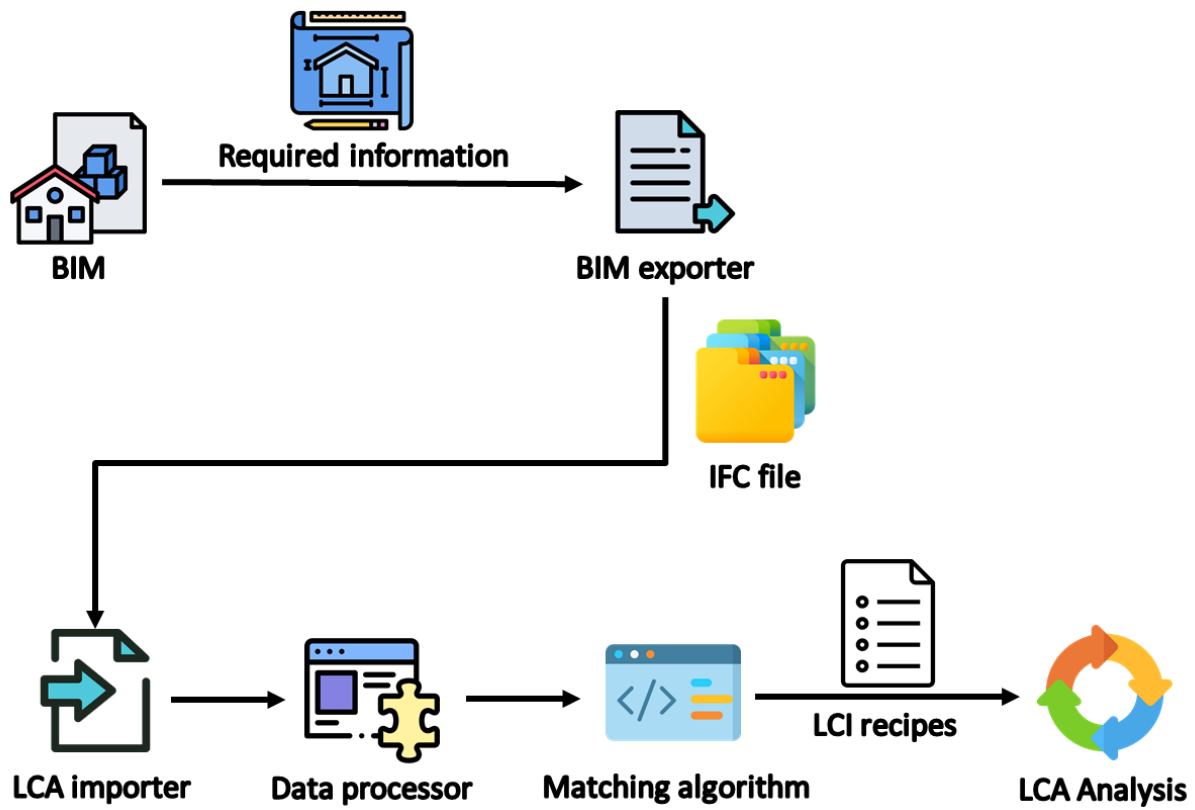 Required information
BIM
BIM exporter
IFC file
LCI recipes
LCA importer
Data processor
Matching algorithm
LCA Analysis